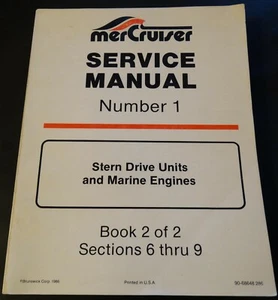 merCruiser
SERVICE
MANUAL
Number 1
Stern Drive Units
and Marine Engines
Book 2 of 2
Sections 6 thru 9
Printed in U.S.A.